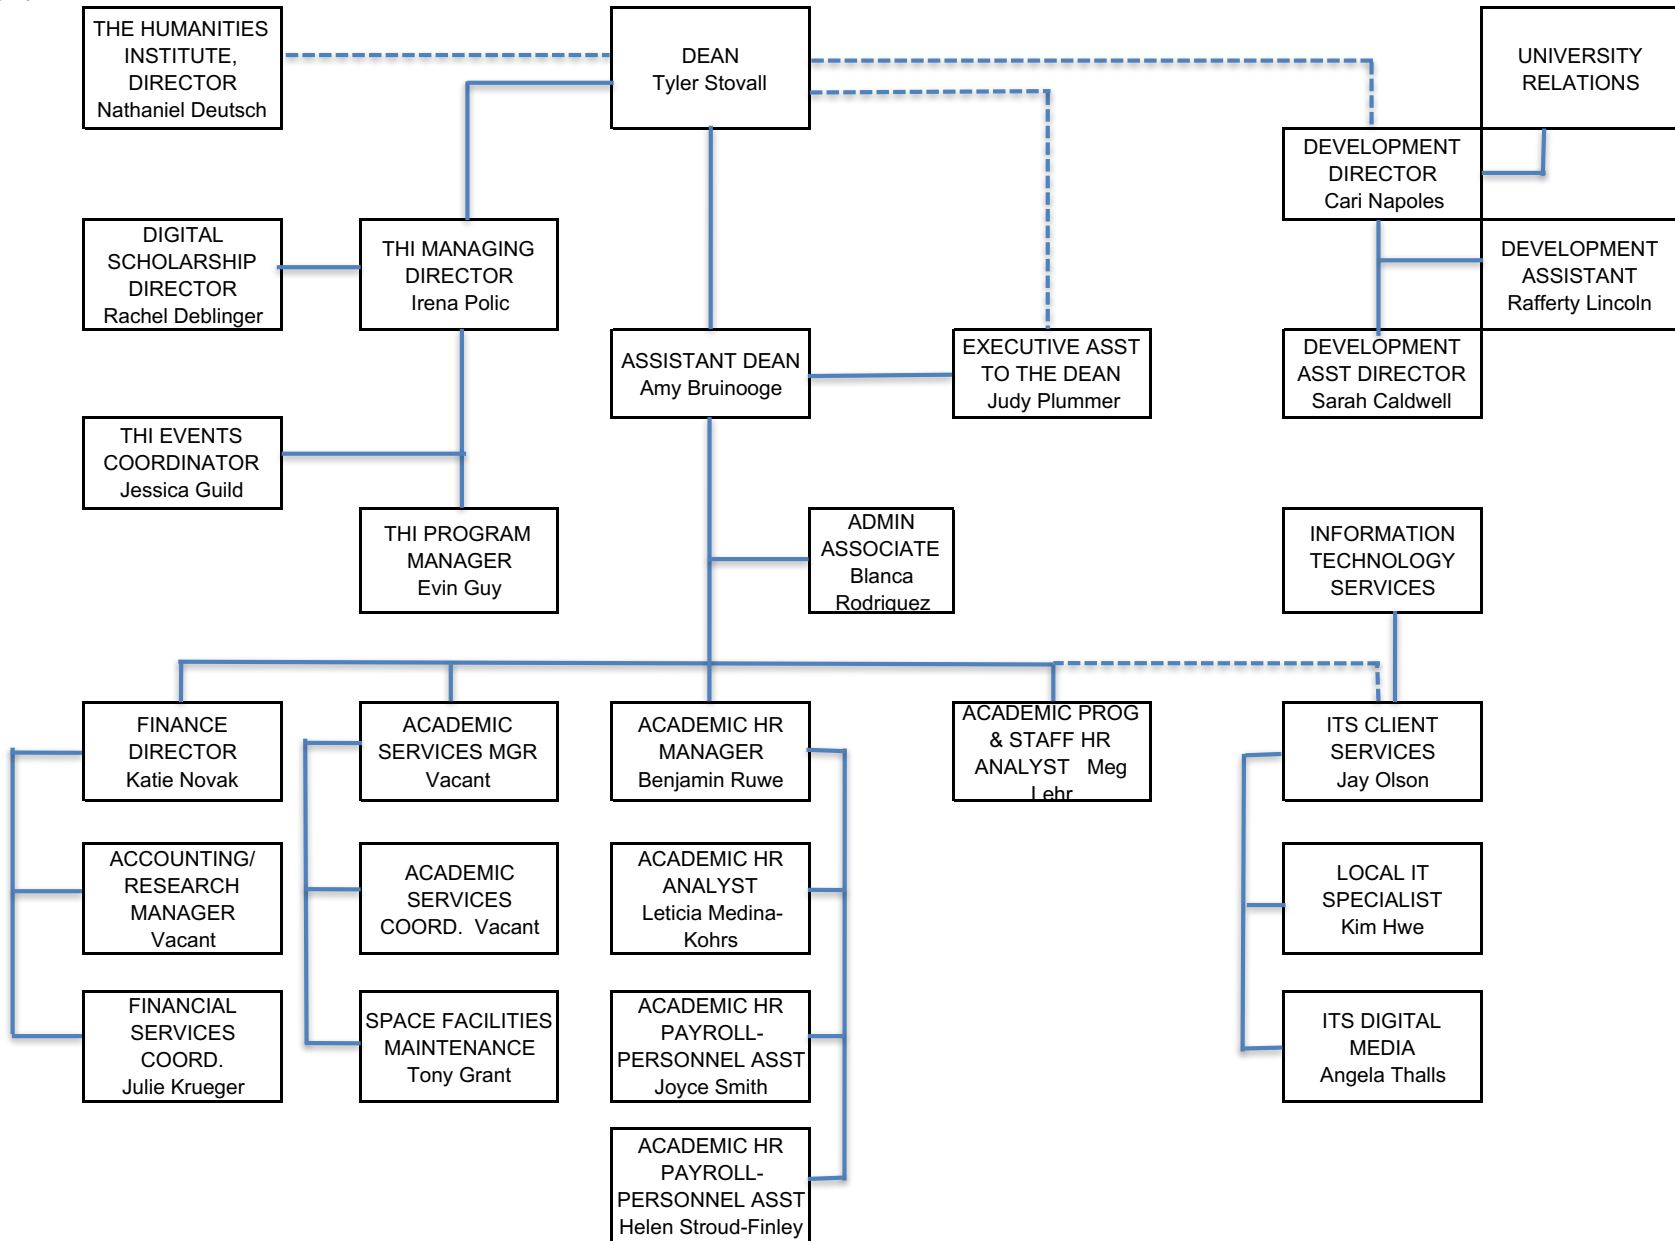 THE HUMANITIES
INSTITUTE,
DIRECTOR
Nathaniel Deutsch
DEAN
Tyler Stovall
UNIVERSITY
RELATIONS
DEVELOPMENT
DIRECTOR
Cari Napoles
DIGITAL
SCHOLARSHIP
DIRECTOR
Rachel Deblinger
THI MANAGING
DIRECTOR
Irena Polic
DEVELOPMENT
ASSISTANT
Rafferty Lincoln
ASSISTANT DEAN
Amy Bruinooge
EXECUTIVE ASST
TO THE DEAN
Judy Plummer
DEVELOPMENT
ASST DIRECTOR
Sarah Caldwell
THI EVENTS
COORDINATOR
Jessica Guild
THI PROGRAM
MANAGER
Evin Guy
ADMIN
ASSOCIATE
Blanca
Rodriguez
INFORMATION
TECHNOLOGY
SERVICES
FINANCE
DIRECTOR
Katie Novak
ACADEMIC
SERVICES MGR
Vacant
ACADEMIC HR
MANAGER
Benjamin Ruwe
ACADEMIC PROG
& STAFF HR
ANALYST Meg
Lehr
ITS CLIENT
SERVICES
Jay Olson
ACCOUNTING/
RESEARCH
MANAGER
Vacant
ACADEMIC
SERVICES
COORD. Vacant
ACADEMIC HR
ANALYST
Leticia Medina-
Kohrs
LOCAL IT
SPECIALIST
Kim Hwe
FINANCIAL
SERVICES
COORD.
Julie Krueger
SPACE FACILITIES
MAINTENANCE
Tony Grant
ACADEMIC HR
PAYROLL-
PERSONNEL ASST
Joyce Smith
ITS DIGITAL
MEDIA
Angela Thalls
ACADEMIC HR
PAYROLL-
PERSONNEL ASST
Helen Stroud-Finley